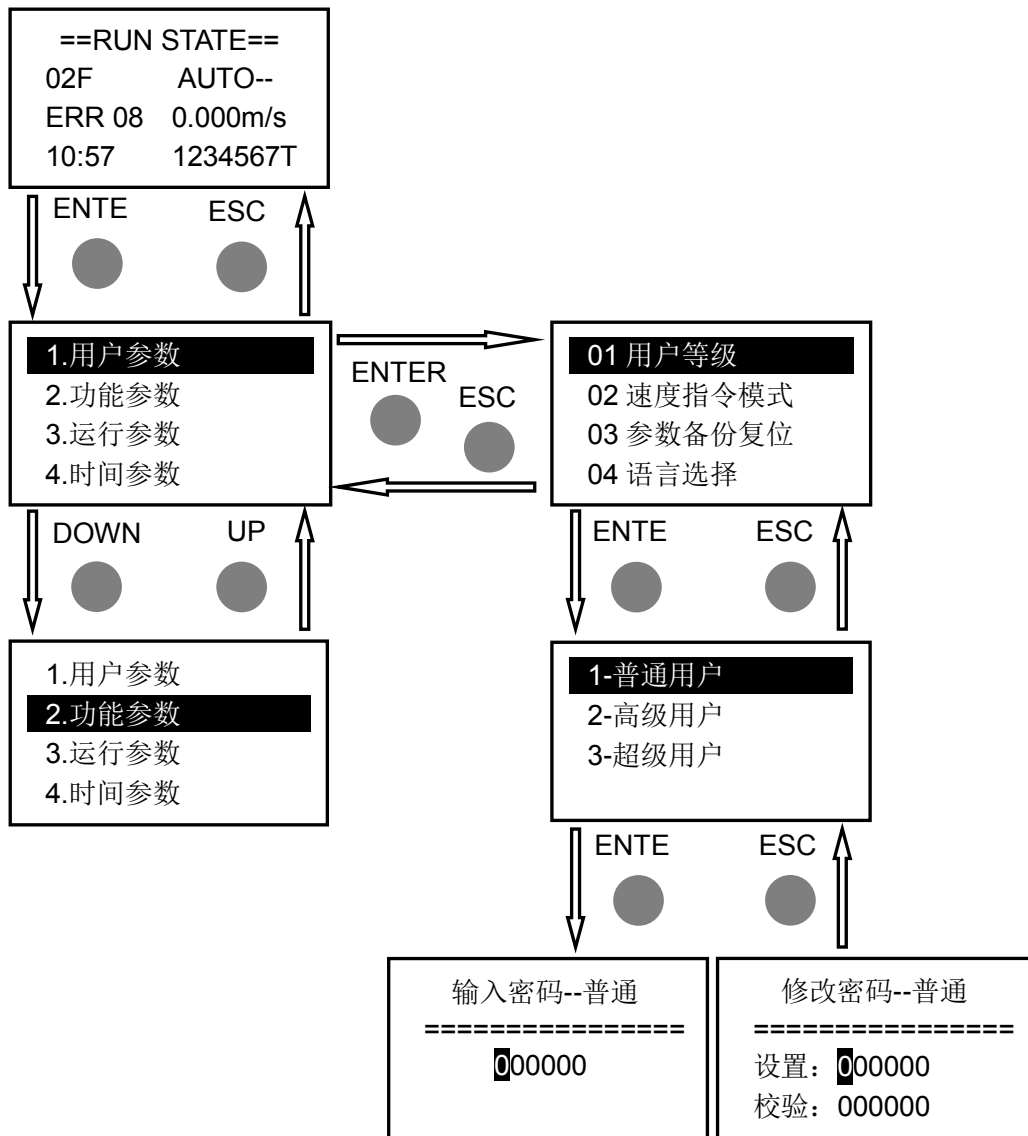 ==RUN STATE==
02F AUTO--
ERR 08 0.000m/s
10:57 1234567T
ENTE ESC
1.用户参数
2.功能参数
3.运行参数
4.时间参数
ENTER
ESC
01 用户等级
02 速度指令模式
03 参数备份复位
04 语言选择
DOWN UP
ENTE ESC
1.用户参数
2.功能参数
3.运行参数
4.时间参数
1-普通用户
2-高级用户
3-超级用户
ENTE ESC
输入密码--普通
================
000000
修改密码--普通
================
设置：000000
校验：000000